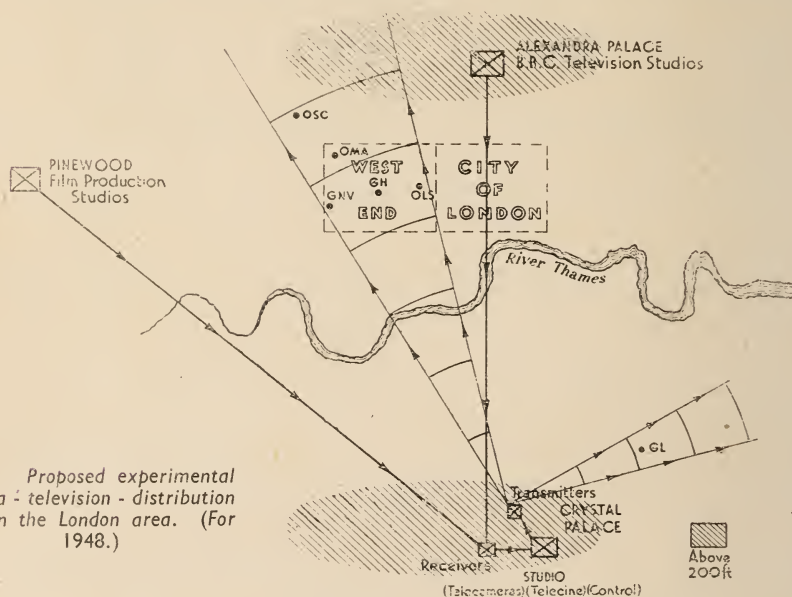 ALEXANDRA PALACE
B.B.C. Television Studios
OSC
PINEWOOD
Film Production
Studios
OMA
WEST
END
GH
GNV
OLS
CITY
OF
LONDON
River Thames
GL
Transmitters
CRYSTAL
PALACE
Receivers
STUDIO
(Telecameras)(Telecine)(Control)
Above
200ft
Proposed experimental
a - television - distribution
n the London area. (For
1948.)